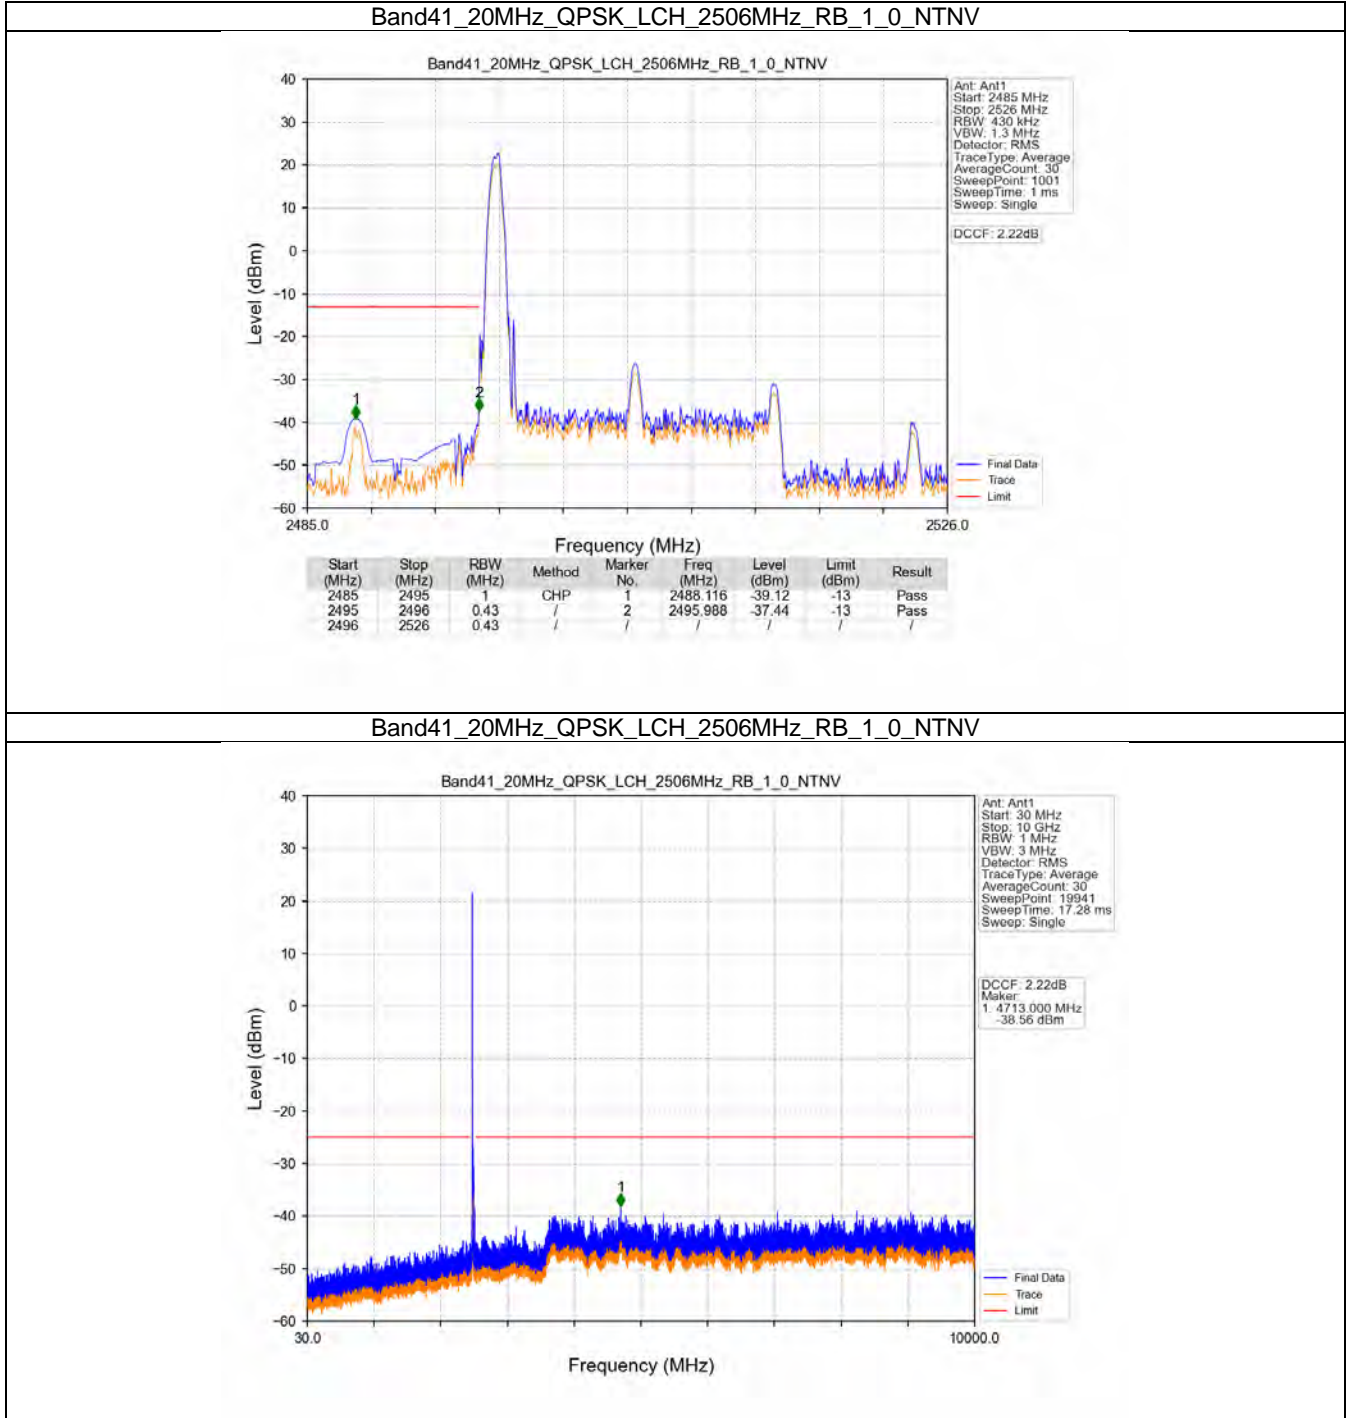 Band41_20MHz_QPSK_LCH_2506MHz_RB_1_0_NTNV
Band41_20MHz_QPSK_LCH_2506MHz_RB_1_0_NTNV
Ant: Ant1
Start: 2485 MHz
Stop: 2526 MHz
RBW: 430 kHz
VBW: 1.3 MHz
Detector: RMS
TraceType: Average
AverageCount: 30
SweepPoint: 1001
SweepTime: 1 ms
Sweep: Single
DCCF: 2.22dB
Level (dBm)
40
30
20
10
0
−10
−20
−30
−40
−50
−60
1
2
Final Data
Trace
Limit
2485.0 2526.0
Frequency (MHz)
Start (MHz) Stop (MHz) RBW (MHz) Method Marker No. Freq (MHz) Level (dBm) Limit (dBm) Result
2485 2495 1 CHP 1 2488.116 -39.12 -13 Pass
2495 2496 0.43 / 2 2495.988 -37.44 -13 Pass
2496 2526 0.43 / / / / / /
Band41_20MHz_QPSK_LCH_2506MHz_RB_1_0_NTNV
Band41_20MHz_QPSK_LCH_2506MHz_RB_1_0_NTNV
Ant: Ant1
Start: 30 MHz
Stop: 10 GHz
RBW: 1 MHz
VBW: 3 MHz
Detector: RMS
TraceType: Average
AverageCount: 30
SweepPoint: 19941
SweepTime: 17.28 ms
Sweep: Single
DCCF: 2.22dB
Maker:
1. 4713.000 MHz
-38.56 dBm
Level (dBm)
40
30
20
10
0
−10
−20
−30
−40
−50
−60
1
Final Data
Trace
Limit
30.0 10000.0
Frequency (MHz)